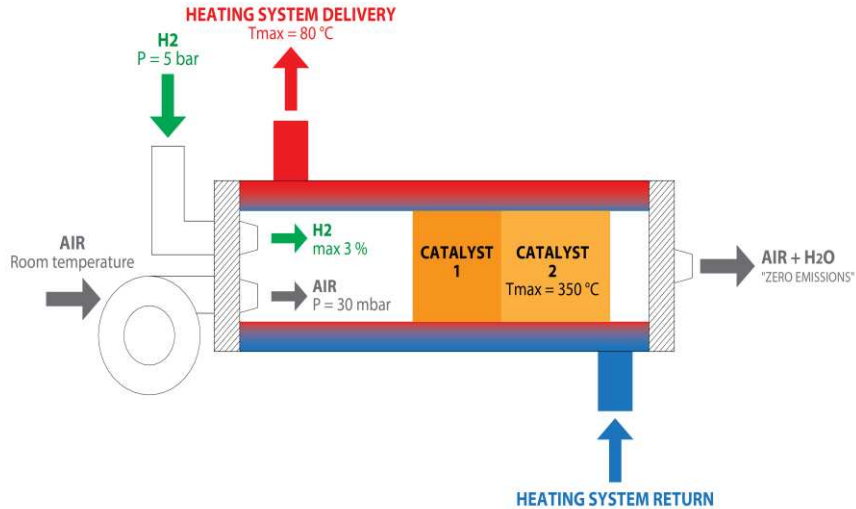 HEATING SYSTEM DELIVERY
Tmax = 80 °C
H2
P = 5 bar
AIR
Room temperature
H2
max 3 %
AIR
P = 30 mbar
CATALYST
1
CATALYST
2
Tmax = 350 °C
AIR + H2O
"ZERO EMISSIONS"
HEATING SYSTEM RETURN